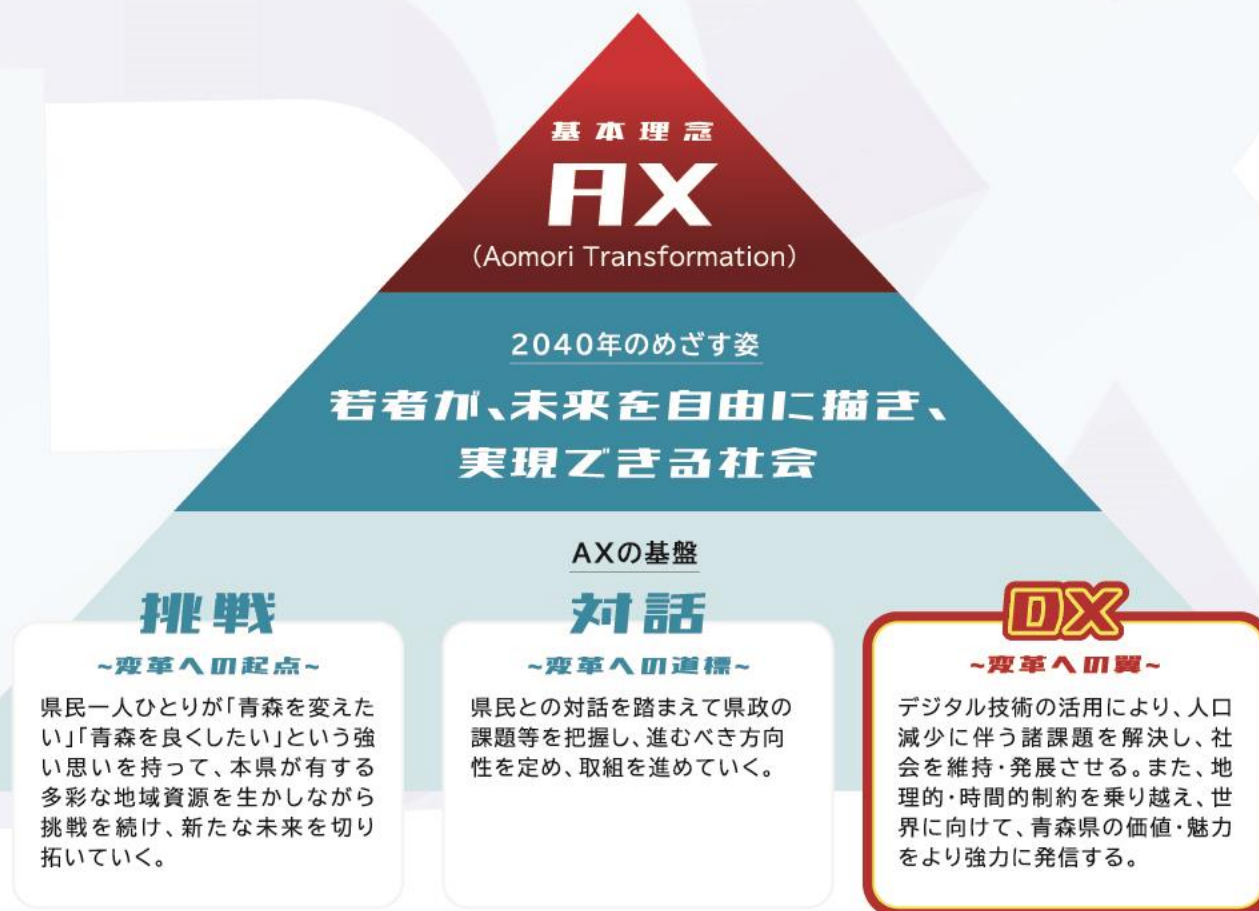 基本理念
AX
(Aomori Transformation)
2040年のめざす姿
若者が、未来を自由に描き、
実現できる社会
AXの基盤
挑戦
~変革への起点~
県民一人ひとりが「青森を変えた
い」「青森を良くしたい」という強
い思いを持って、本県が有する
多彩な地域資源を生かしながら
挑戦を続け、新たな未来を切り
拓いていく。
対話
~変革への道標~
県民との対話を踏まえて県政の
課題等を把握し、進むべき方向
性を定め、取組を進めていく。
DX
~変革への翼~
デジタル技術の活用により、人口
減少に伴う諸課題を解決し、社
会を維持・発展させる。また、地
理的・時間的制約を乗り越え、世
界に向けて、青森県の価値・魅力
をより強力に発信する。